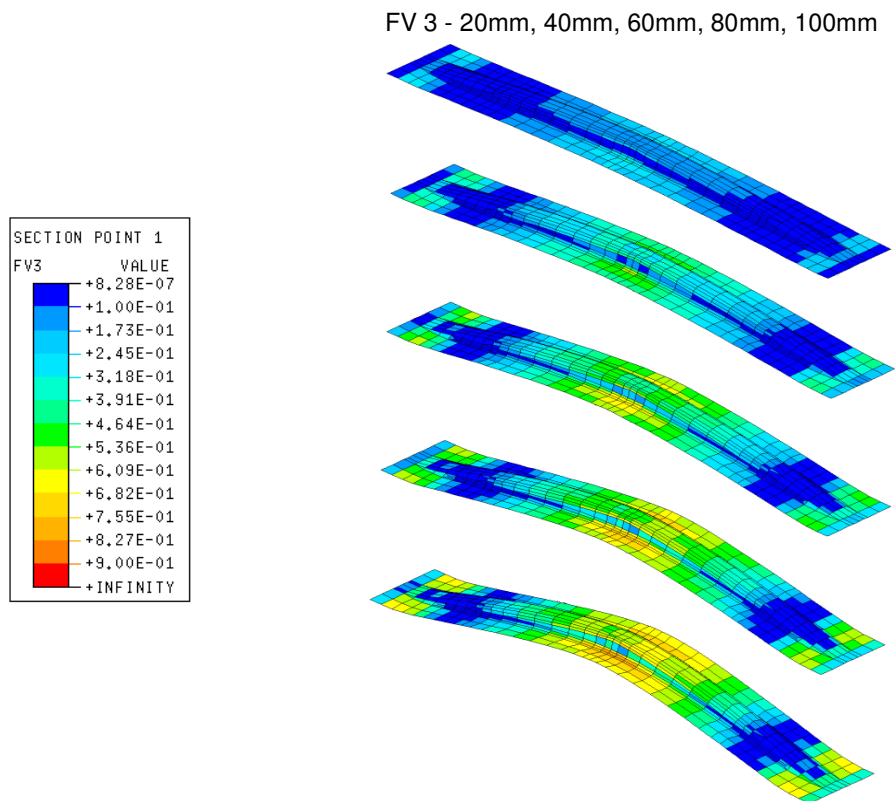 FV 3 - 20mm, 40mm, 60mm, 80mm, 100mm
SECTION POINT 1
FV3 VALUE
+8.28E-07
+1.00E-01
+1.73E-01
+2.45E-01
+3.18E-01
+3.91E-01
+4.64E-01
+5.36E-01
+6.09E-01
+6.82E-01
+7.55E-01
+8.27E-01
+9.00E-01
+INFINITY